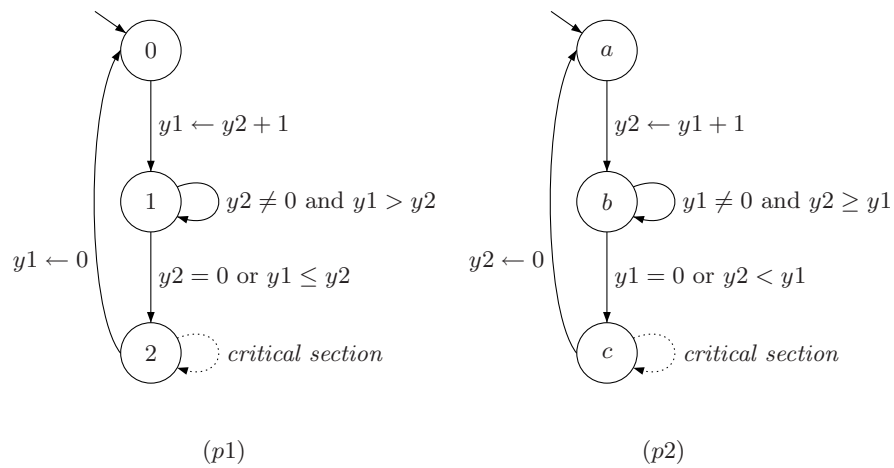 0
y1 ← y2 + 1
1
y2 ≠ 0 and y1 > y2
y1 ← 0
y2 = 0 or y1 ≤ y2
2
critical section
(p1)
a
y2 ← y1 + 1
b
y1 ≠ 0 and y2 ≥ y1
y2 ← 0
y1 = 0 or y2 < y1
c
critical section
(p2)